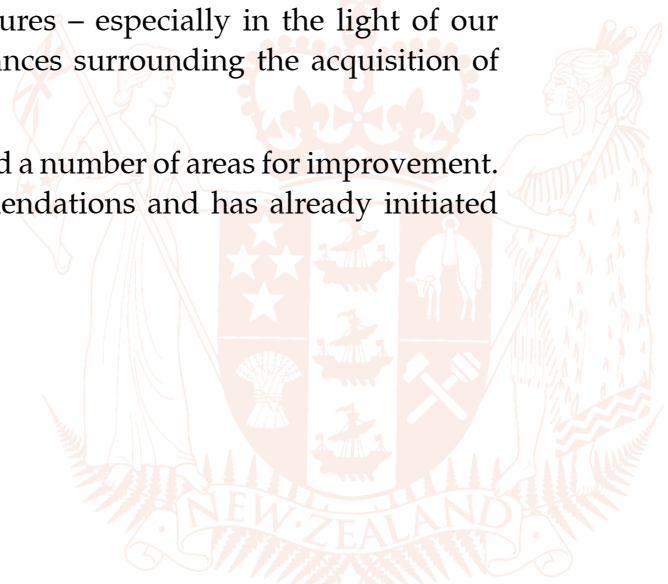 ures – especially in the light of our
nces surrounding the acquisition of
d a number of areas for improvement.
endations and has already initiated
NEW·ZEALAND